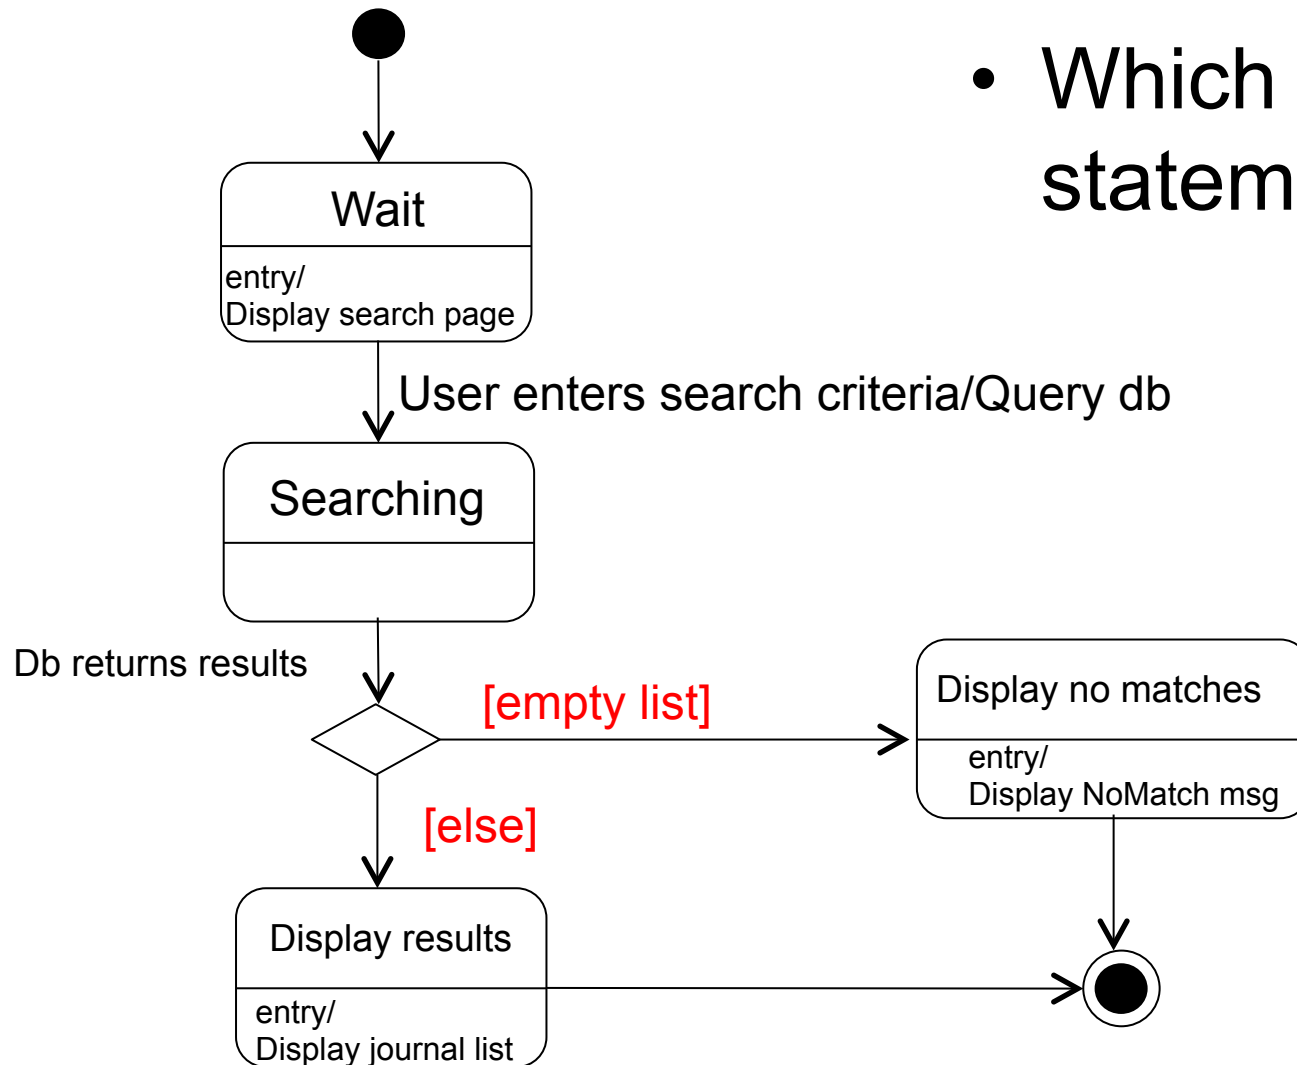 • Which
statem
Wait
entry/
Display search page
User enters search criteria/Query db
Searching
Db returns results
[empty list]
Display no matches
entry/
Display NoMatch msg
[else]
Display results
entry/
Display journal list